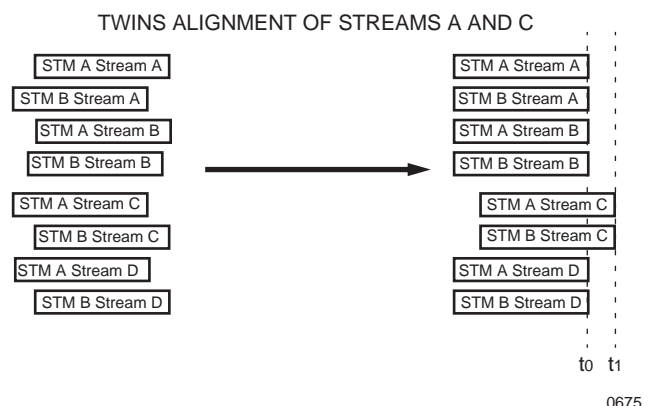 TWINS ALIGNMENT OF STREAMS A AND C
STM A Stream A
STM B Stream A
STM A Stream B
STM B Stream B
STM A Stream C
STM B Stream C
STM A Stream D
STM B Stream D
STM A Stream A
STM B Stream A
STM A Stream B
STM B Stream B
STM A Stream C
STM B Stream C
STM A Stream D
STM B Stream D
t0 t1
0675